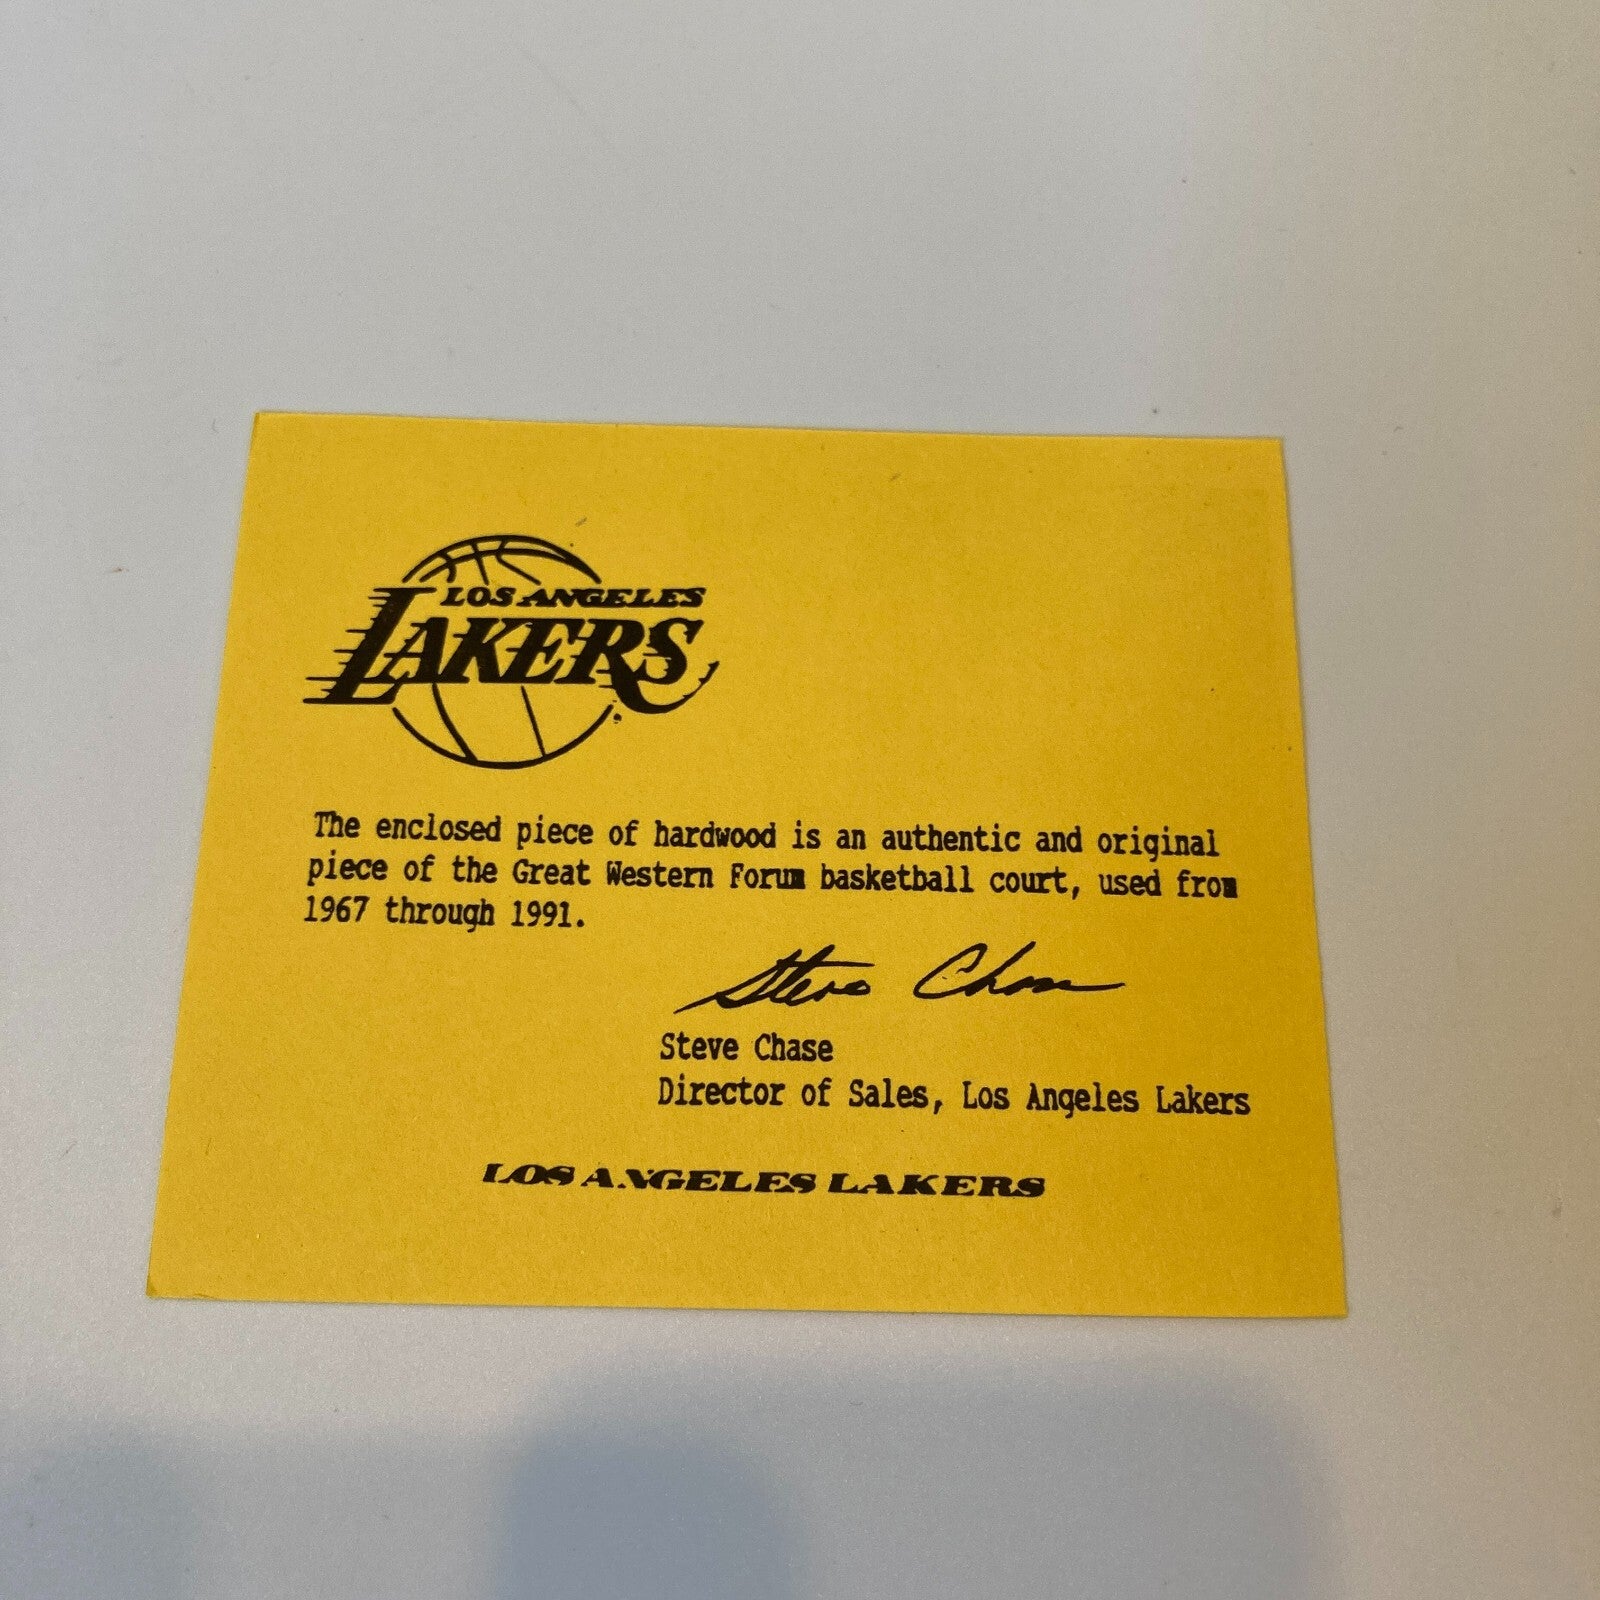 LOS ANGELES
LAKERS
The enclosed piece of hardwood is an authentic and original
piece of the Great Western Forum basketball court, used from
1967 through 1991.
Steve Chase
Steve Chase
Director of Sales, Los Angeles Lakers
LOS ANGELES LAKERS